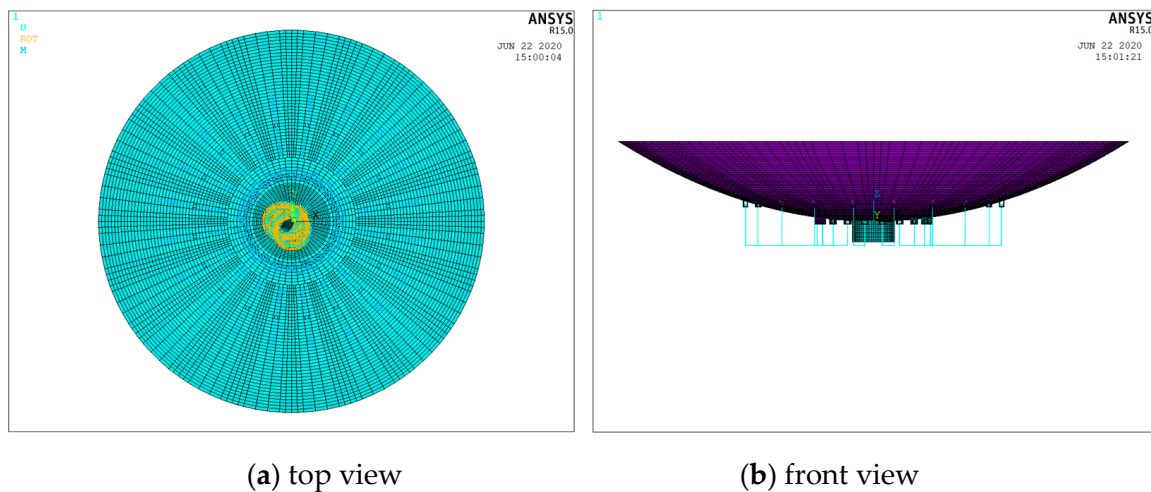 1
U
ROT
M
ANSYS
R15.0
JUN 22 2020
15:00:04
X
1
ANSYS
R15.0
JUN 22 2020
15:01:21
Z
Y
(a) top view
(b) front view